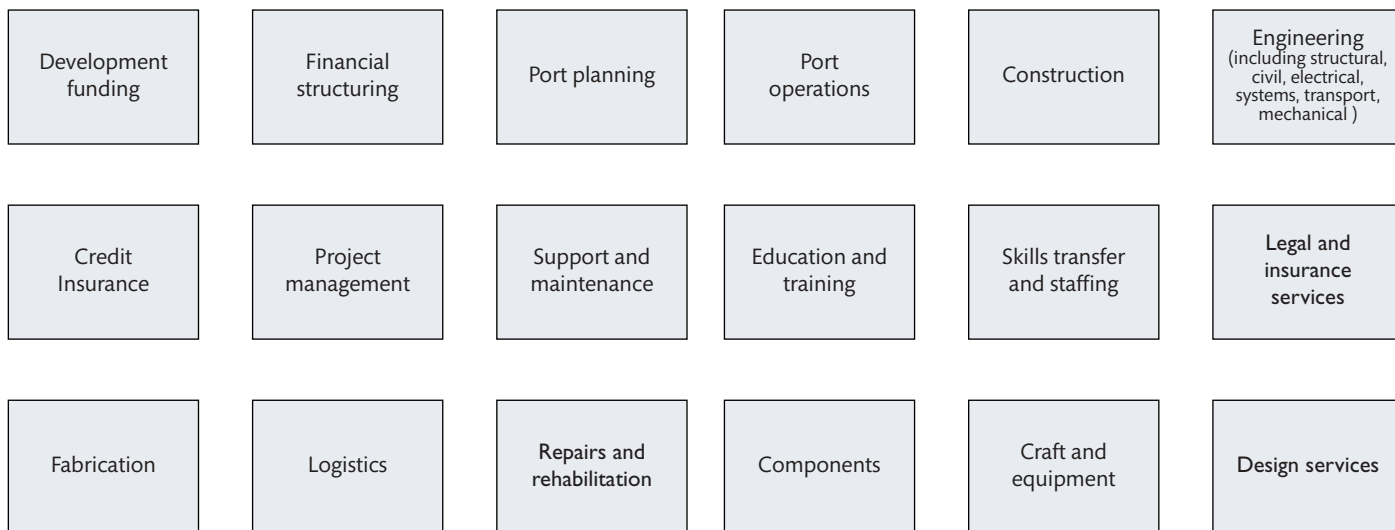 Development
funding
Financial
structuring
Port planning
Port
operations
Construction
Engineering
(including structural,
civil, electrical,
systems, transport,
mechanical )
Credit
Insurance
Project
management
Support and
maintenance
Education and
training
Skills transfer
and staffing
Legal and
insurance
services
Fabrication
Logistics
Repairs and
rehabilitation
Components
Craft and
equipment
Design services